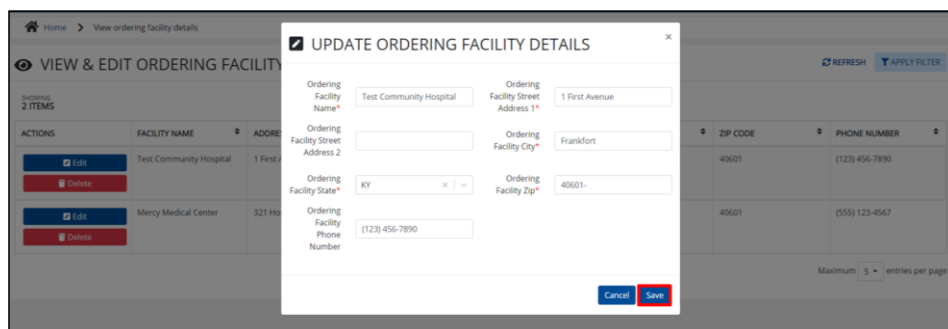 Home > View ordering facility details
VIEW & EDIT ORDERING FACILITY
REFRESH
APPLY FILTER
SHOWING
2 ITEMS
ACTIONS
FACILITY NAME
ADDRE
ZIP CODE
PHONE NUMBER
Edit
Delete
Test Community Hospital
1 First A
40601
(123) 456-7890
Edit
Delete
Mercy Medical Center
321 Ho
40601
(555) 123-4567
Maximum 5 entries per page
UPDATE ORDERING FACILITY DETAILS
×
Ordering
Facility
Name*
Test Community Hospital
Ordering
Facility Street
Address 1*
1 First Avenue
Ordering
Facility Street
Address 2
Ordering
Facility City*
Frankfort
Ordering
Facility State*
KY
Ordering
Facility Zip*
40601-
Ordering
Facility
Phone
Number
(123) 456-7890
Cancel
Save